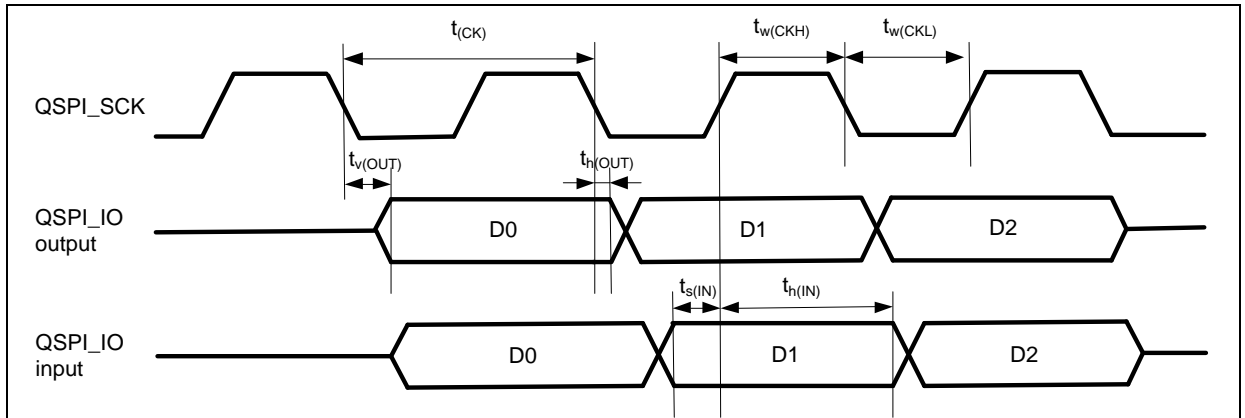 t(CK)
tw(CKH)
tw(CKL)
QSPI_SCK
tv(OUT)
th(OUT)
QSPI_IO
output
D0
D1
D2
ts(IN)
th(IN)
QSPI_IO
input
D0
D1
D2